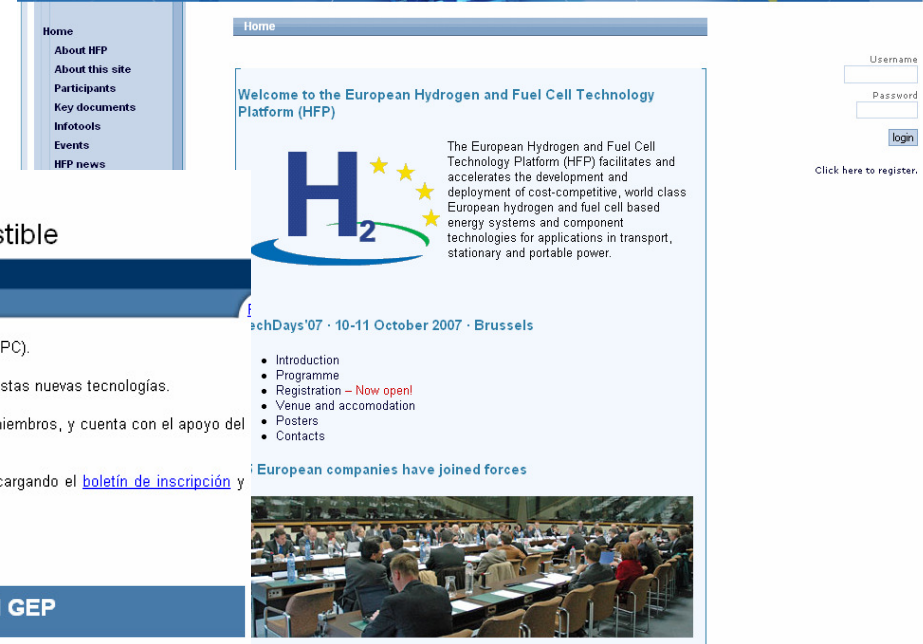 Home
About HFP
About this site
Participants
Key documents
Infotools
Events
HFP news
Home
Welcome to the European Hydrogen and Fuel Cell Technology
Platform (HFP)
H2
The European Hydrogen and Fuel Cell
Technology Platform (HFP) facilitates and
accelerates the development and
deployment of cost-competitive, world class
European hydrogen and fuel cell based
energy systems and component
technologies for applications in transport,
stationary and portable power.
echDays'07 · 10-11 October 2007 · Brussels
Introduction
Programme
Registration – Now open!
Venue and accomodation
Posters
Contacts
European companies have joined forces
Username
Password
login
Click here to register.
stible
PC).
stas nuevas tecnologías.
iembros, y cuenta con el apoyo del
cargando el boletín de inscripción y
GEP